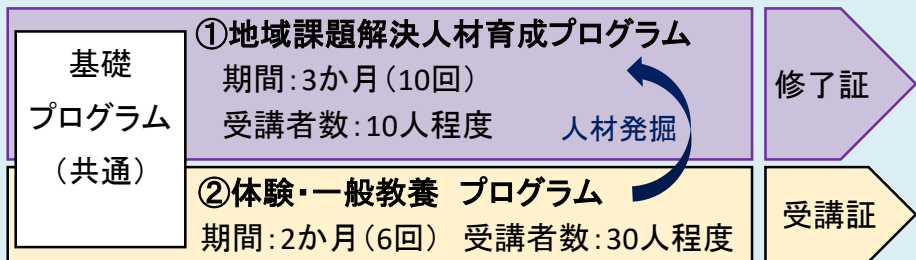 基礎
プログラム
（共通）
①地域課題解決人材育成プログラム
期間：3か月（10回）
受講者数：10人程度
人材発掘
修了証
②体験・一般教養 プログラム
期間：2か月（6回） 受講者数：30人程度
受講証